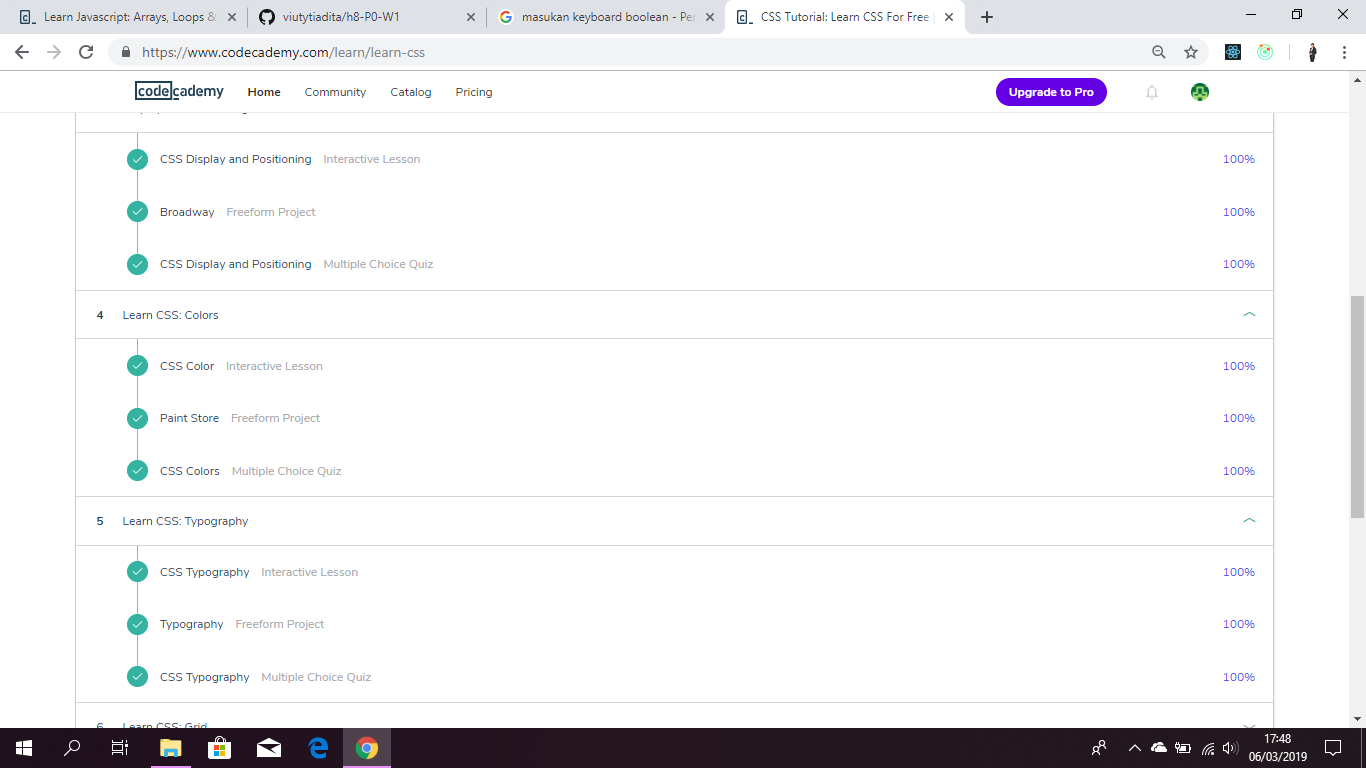 Learn Javascript: Arrays, Loops &
viutytiadita/h8-P0-W1
masukan keyboard boolean - Pen
CSS Tutorial: Learn CSS For Free |
https://www.codecademy.com/learn/learn-css
codecademy Home Community Catalog Pricing Upgrade to Pro
CSS Display and Positioning Interactive Lesson 100%
Broadway Freeform Project 100%
CSS Display and Positioning Multiple Choice Quiz 100%
4 Learn CSS: Colors
CSS Color Interactive Lesson 100%
Paint Store Freeform Project 100%
CSS Colors Multiple Choice Quiz 100%
5 Learn CSS: Typography
CSS Typography Interactive Lesson 100%
Typography Freeform Project 100%
CSS Typography Multiple Choice Quiz 100%
6 Learn CSS: Grid
17:48
06/03/2019